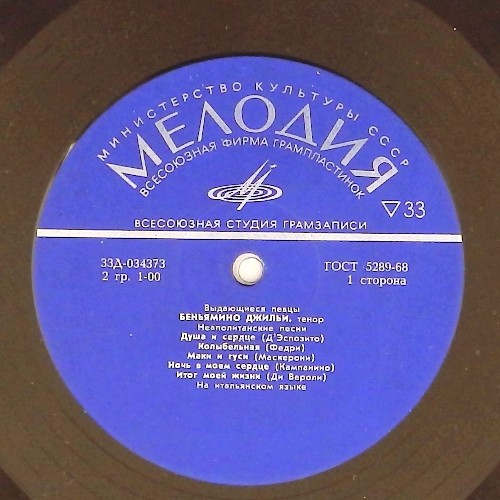 МИНИСТЕРСТВО КУЛЬТУРЫ СССР
МЕЛОДИЯ
ВСЕСОЮЗНАЯ ФИРМА ГРАМПЛАСТИНОК
33
ВСЕСОЮЗНАЯ СТУДИЯ ГРАМЗАПИСИ
33Д-034373
2 гр. 1-00
ГОСТ 5289-68
1 сторона
Выдающиеся певцы
БЕНЬЯМИНО ДЖИЛЬИ, тенор
Неаполитанские песни
Душа и сердце (Д'Эспозито)
Колыбельная (Федри)
Маки и гуси (Маскерони)
Ночь в моем сердце (Кампанино)
Итог моей жизни (Ди Вероли)
На итальянском языке